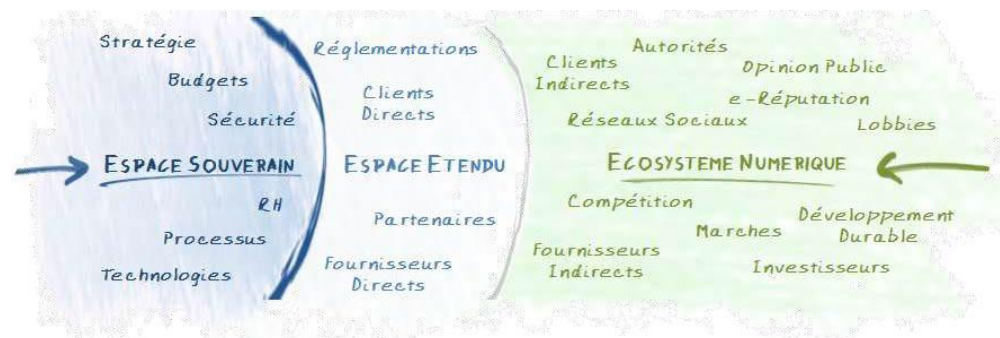 Stratégie
Budgets
Sécurité
ESPACE SOUVERAIN
RH
Processus
Technologies
Réglementations
Clients
Directs
ESPACE ETENDU
Partenaires
Fournisseurs
Directs
Autorités
Clients
Indirects
Opinion Public
e-Réputation
Réseaux Sociaux
Lobbies
ECOSYSTEME NUMERIQUE
Compétition
Développement
Durable
Marches
Fournisseurs
Indirects
Investisseurs